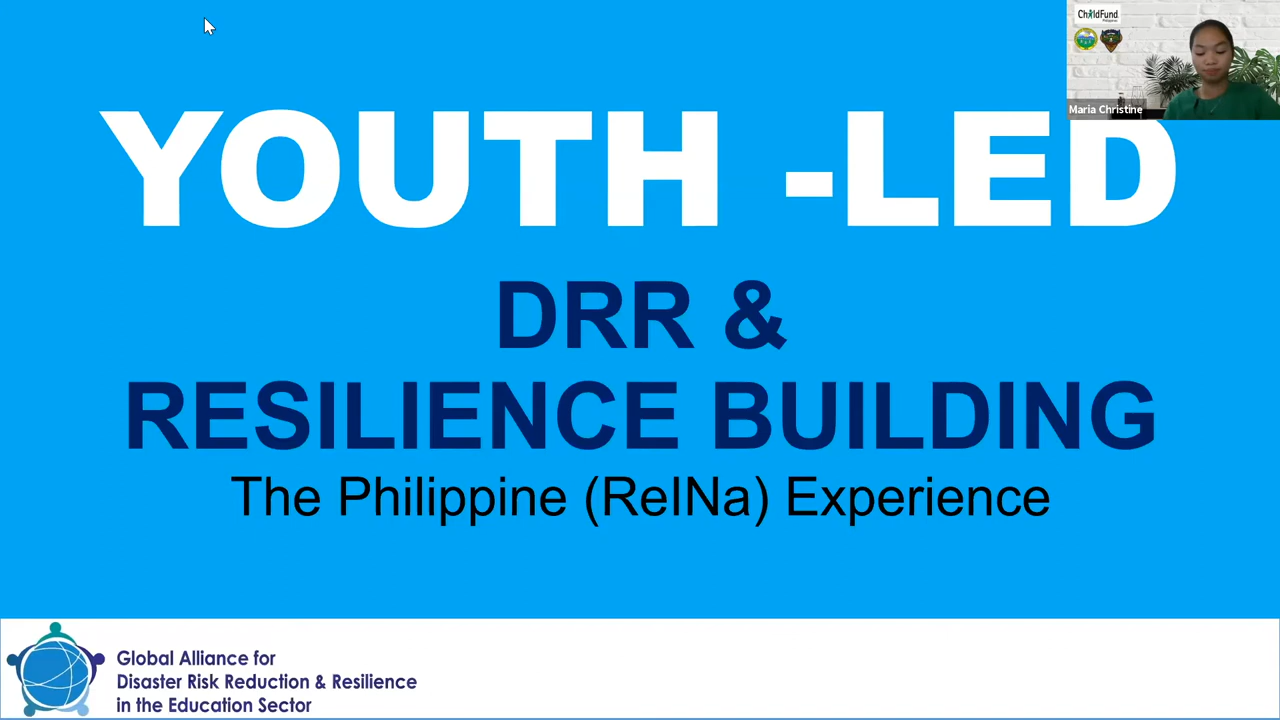 ChildFund
Philippines
Maria Christine
YOUTH -LED
DRR &
RESILIENCE BUILDING
The Philippine (ReINa) Experience
Global Alliance for
Disaster Risk Reduction & Resilience
in the Education Sector